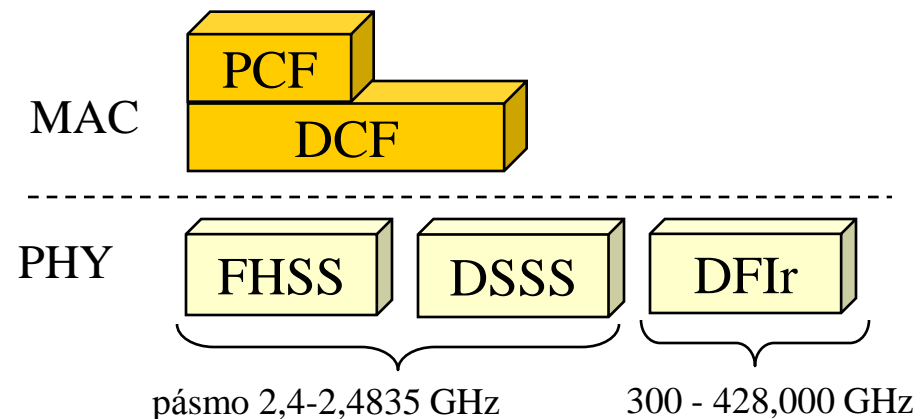 PCF
MAC
DCF
PHY
FHSS
DSSS
DFIr
pásmo 2,4-2,4835 GHz
300 - 428,000 GHz